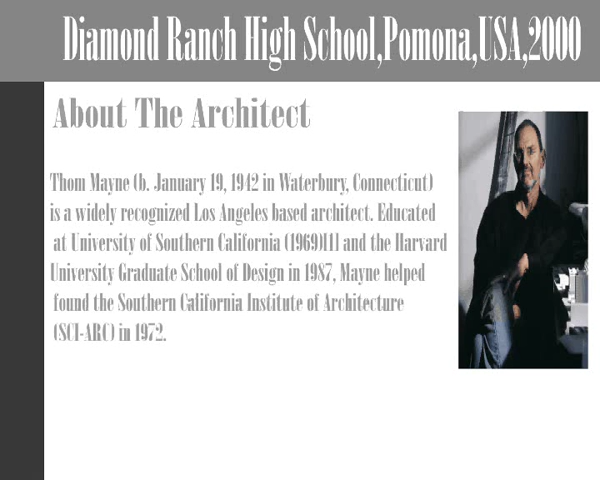 Diamond Ranch High School,Pomona,USA,2000
About The Architect
Thom Mayne (b. January 19, 1942 in Waterbury, Connecticut)
is a widely recognized Los Angeles based architect. Educated
at University of Southern California (1969)[1] and the Harvard
University Graduate School of Design in 1987, Mayne helped
found the Southern California Institute of Architecture
(SCI-ARC) in 1972.